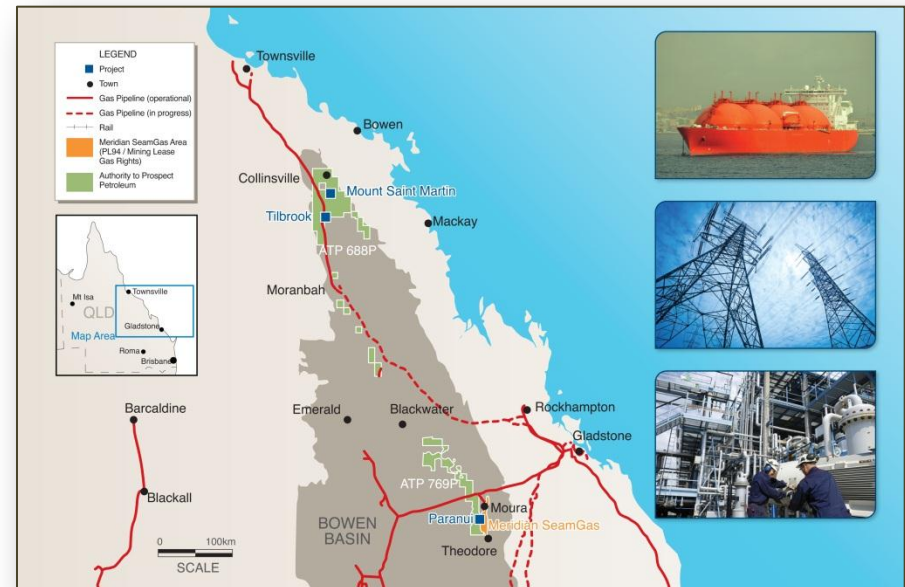 LEGEND
Project
Town
Gas Pipeline (operational)
Gas Pipeline (in progress)
Rail
Meridian SeamGas Area
(PL94 / Mining Lease
Gas Rights)
Authority to Prospect
Petroleum
Townsville
Bowen
Collinsville
Mount Saint Martin
Tilbrook
Mackay
ATP 688P
Moranbah
Townsville
Mt Isa
QLD
Gladstone
Map Area
Roma
Brisbane
Barcaldine
Emerald
Blackwater
Rockhampton
Gladstone
ATP 769P
Blackall
Moura
Paranui
Meridian SeamGas
BOWEN
BASIN
Theodore
0
100km
SCALE